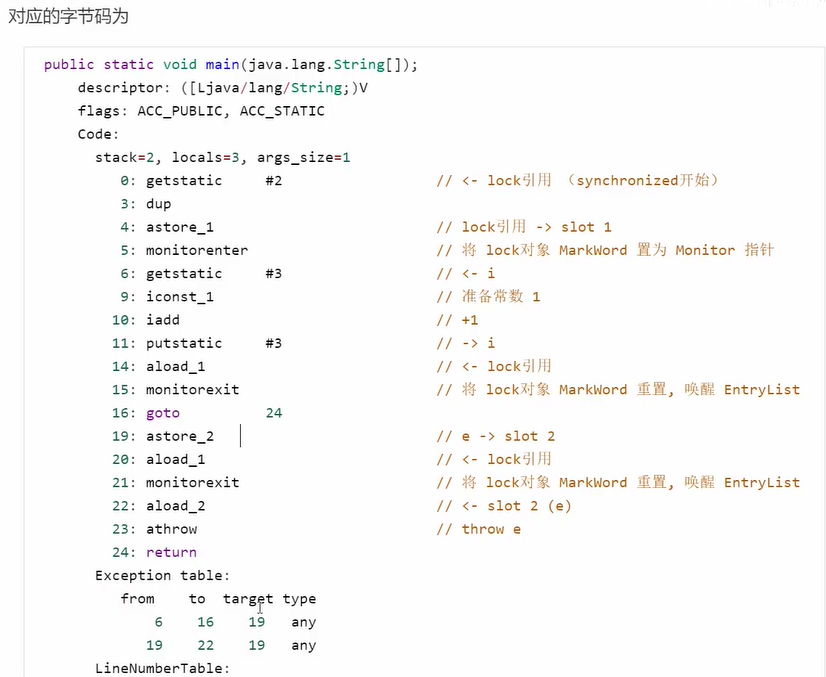 对应的字节码为
public static void main(java.lang.String[]);
descriptor: ([Ljava/lang/String;)V
flags: ACC_PUBLIC, ACC_STATIC
Code:
stack=2, locals=3, args_size=1
0: getstatic #2 // <- lock引用 （synchronized开始）
3: dup
4: astore_1 // lock引用 -> slot 1
5: monitorenter // 将 lock对象 MarkWord 置为 Monitor 指针
6: getstatic #3 // <- i
9: iconst_1 // 准备常数 1
10: iadd // +1
11: putstatic #3 // -> i
14: aload_1 // <- lock引用
15: monitorexit // 将 lock对象 MarkWord 重置, 唤醒 EntryList
16: goto 24
19: astore_2 // e -> slot 2
20: aload_1 // <- lock引用
21: monitorexit // 将 lock对象 MarkWord 重置, 唤醒 EntryList
22: aload_2 // <- slot 2 (e)
23: athrow // throw e
24: return
Exception table:
from to target type
6 16 19 any
19 22 19 any
LineNumberTable: